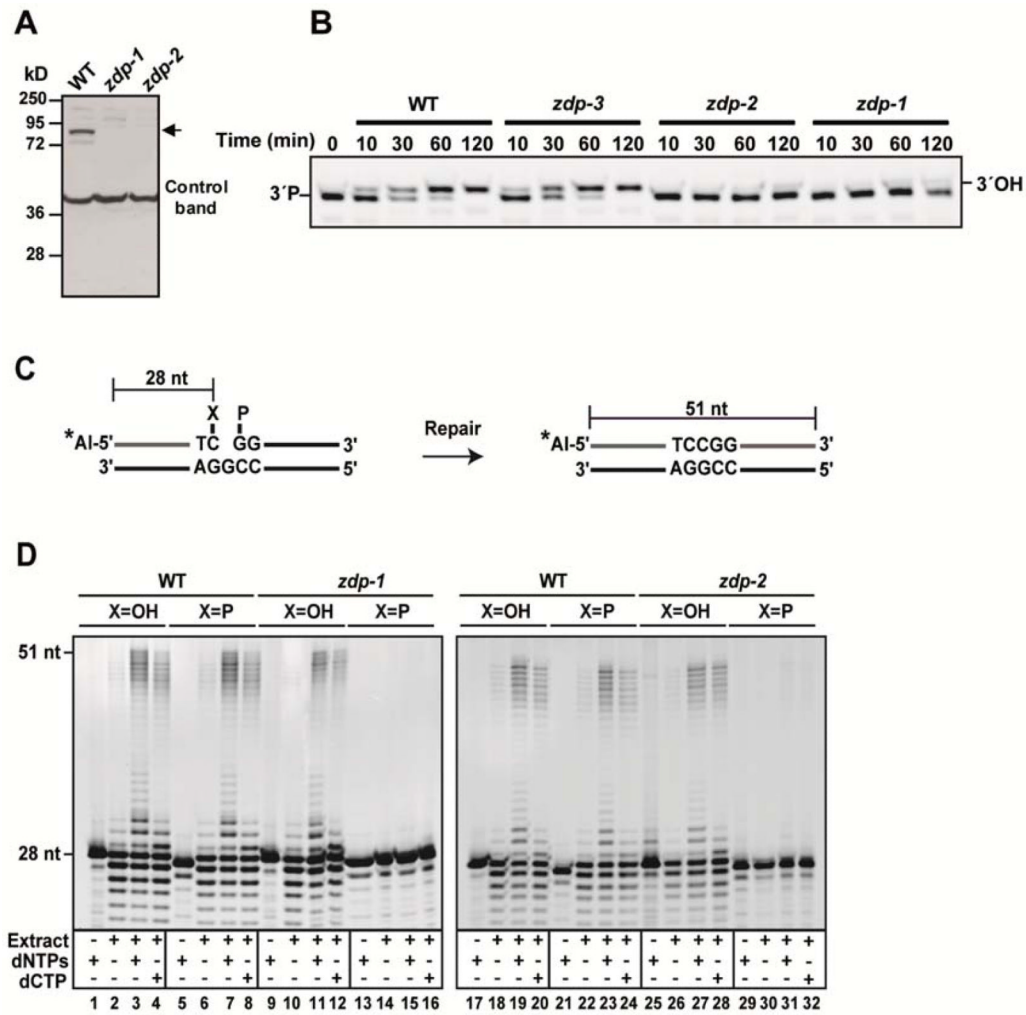 A
kD
WT zdp-1 zdp-2
250
95
72
36
28
Control
band
B
WT zdp-3 zdp-2 zdp-1
Time (min) 0 10 30 60 120 10 30 60 120 10 30 60 120 10 30 60 120
3´P
3´OH
C
28 nt
X P
*Al-5' TC GG 3'
3' AGGCC 5'
Repair
51 nt
*Al-5' TCCGG 3'
3' AGGCC 5'
D
WT zdp-1 WT zdp-2
X=OH X=P X=OH X=P X=OH X=P X=OH X=P
51 nt
28 nt
Extract - + + + - + + + - + + + - + + + - + + + - + + + - + + + - + + +
dNTPs + - + - + - + - + - + - + - + - + - + - + - + - + - + - + - + -
dCTP - - - + - - - + - - - + - - - + - - - + - - - + - - - + - - - +
1 2 3 4 5 6 7 8 9 10 11 12 13 14 15 16 17 18 19 20 21 22 23 24 25 26 27 28 29 30 31 32